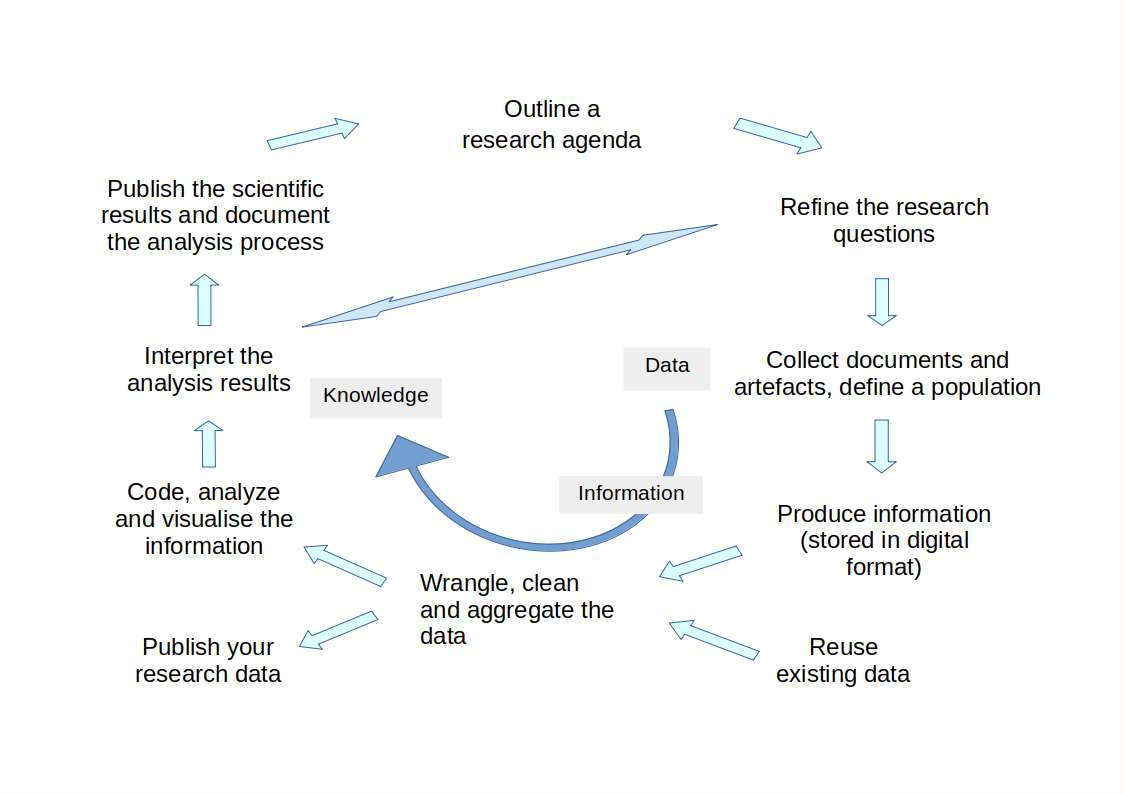 Outline a
research agenda
Publish the scientific
results and document
the analysis process
Refine the research
questions
Interpret the
analysis results
Data
Collect documents and
artefacts, define a population
Knowledge
Code, analyze
and visualise the
information
Information
Produce information
(stored in digital
format)
Wrangle, clean
and aggregate the
data
Publish your
research data
Reuse
existing data